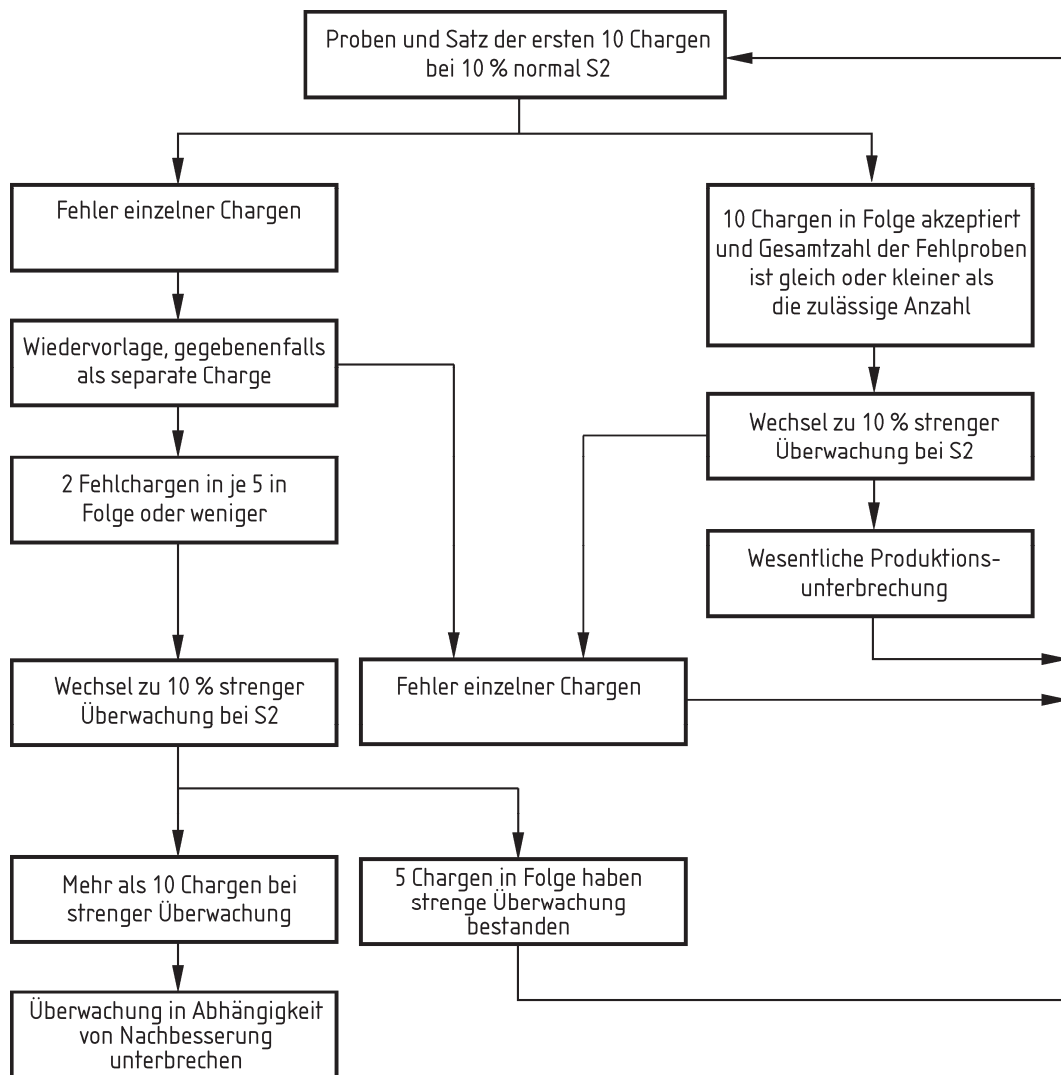 Proben und Satz der ersten 10 Chargen
bei 10 % normal S2
Fehler einzelner Chargen
10 Chargen in Folge akzeptiert
und Gesamtzahl der Fehlproben
ist gleich oder kleiner als
die zulässige Anzahl
Wiedervorlage, gegebenenfalls
als separate Charge
Wechsel zu 10 % strenger
Überwachung bei S2
2 Fehlchargen in je 5 in
Folge oder weniger
Wesentliche Produktions-
unterbrechung
Wechsel zu 10 % strenger
Überwachung bei S2
Fehler einzelner Chargen
Mehr als 10 Chargen bei
strenger Überwachung
5 Chargen in Folge haben
strenge Überwachung
bestanden
Überwachung in Abhängigkeit
von Nachbesserung
unterbrechen